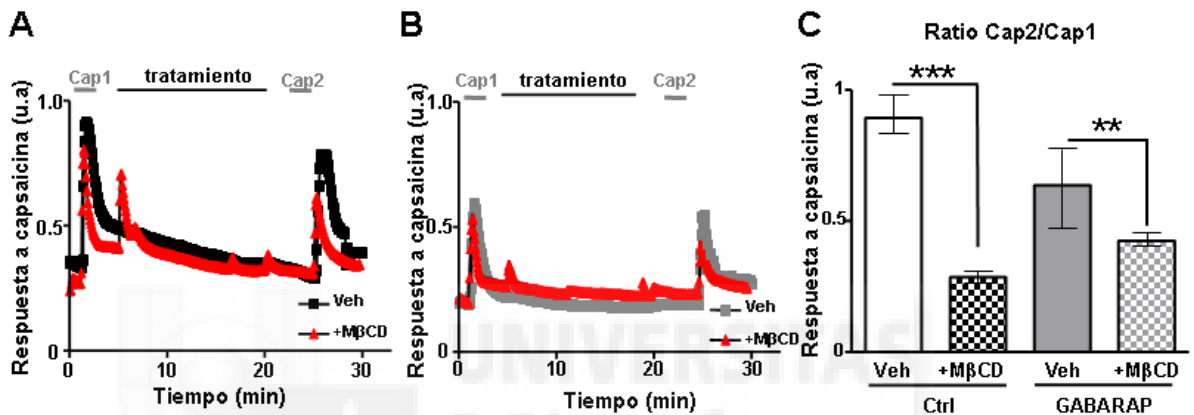 A
Cap1
tratamiento
Cap2
Respuesta a capsaicina (u.a)
1.0
0.5
0
Veh
+MβCD
0
10
20
30
Tiempo (min)
B
Cap1
tratamiento
Cap2
Respuesta a capsaicina (u.a)
1.0
0.5
0
Veh
+MβCD
0
10
20
30
Tiempo (min)
C
Ratio Cap2/Cap1
Respuesta a capsaicina (u.a)
1
0.5
0
***
**
Veh
+MβCD
Veh
+MβCD
Ctrl
GABARAP
UNIVERSITAS